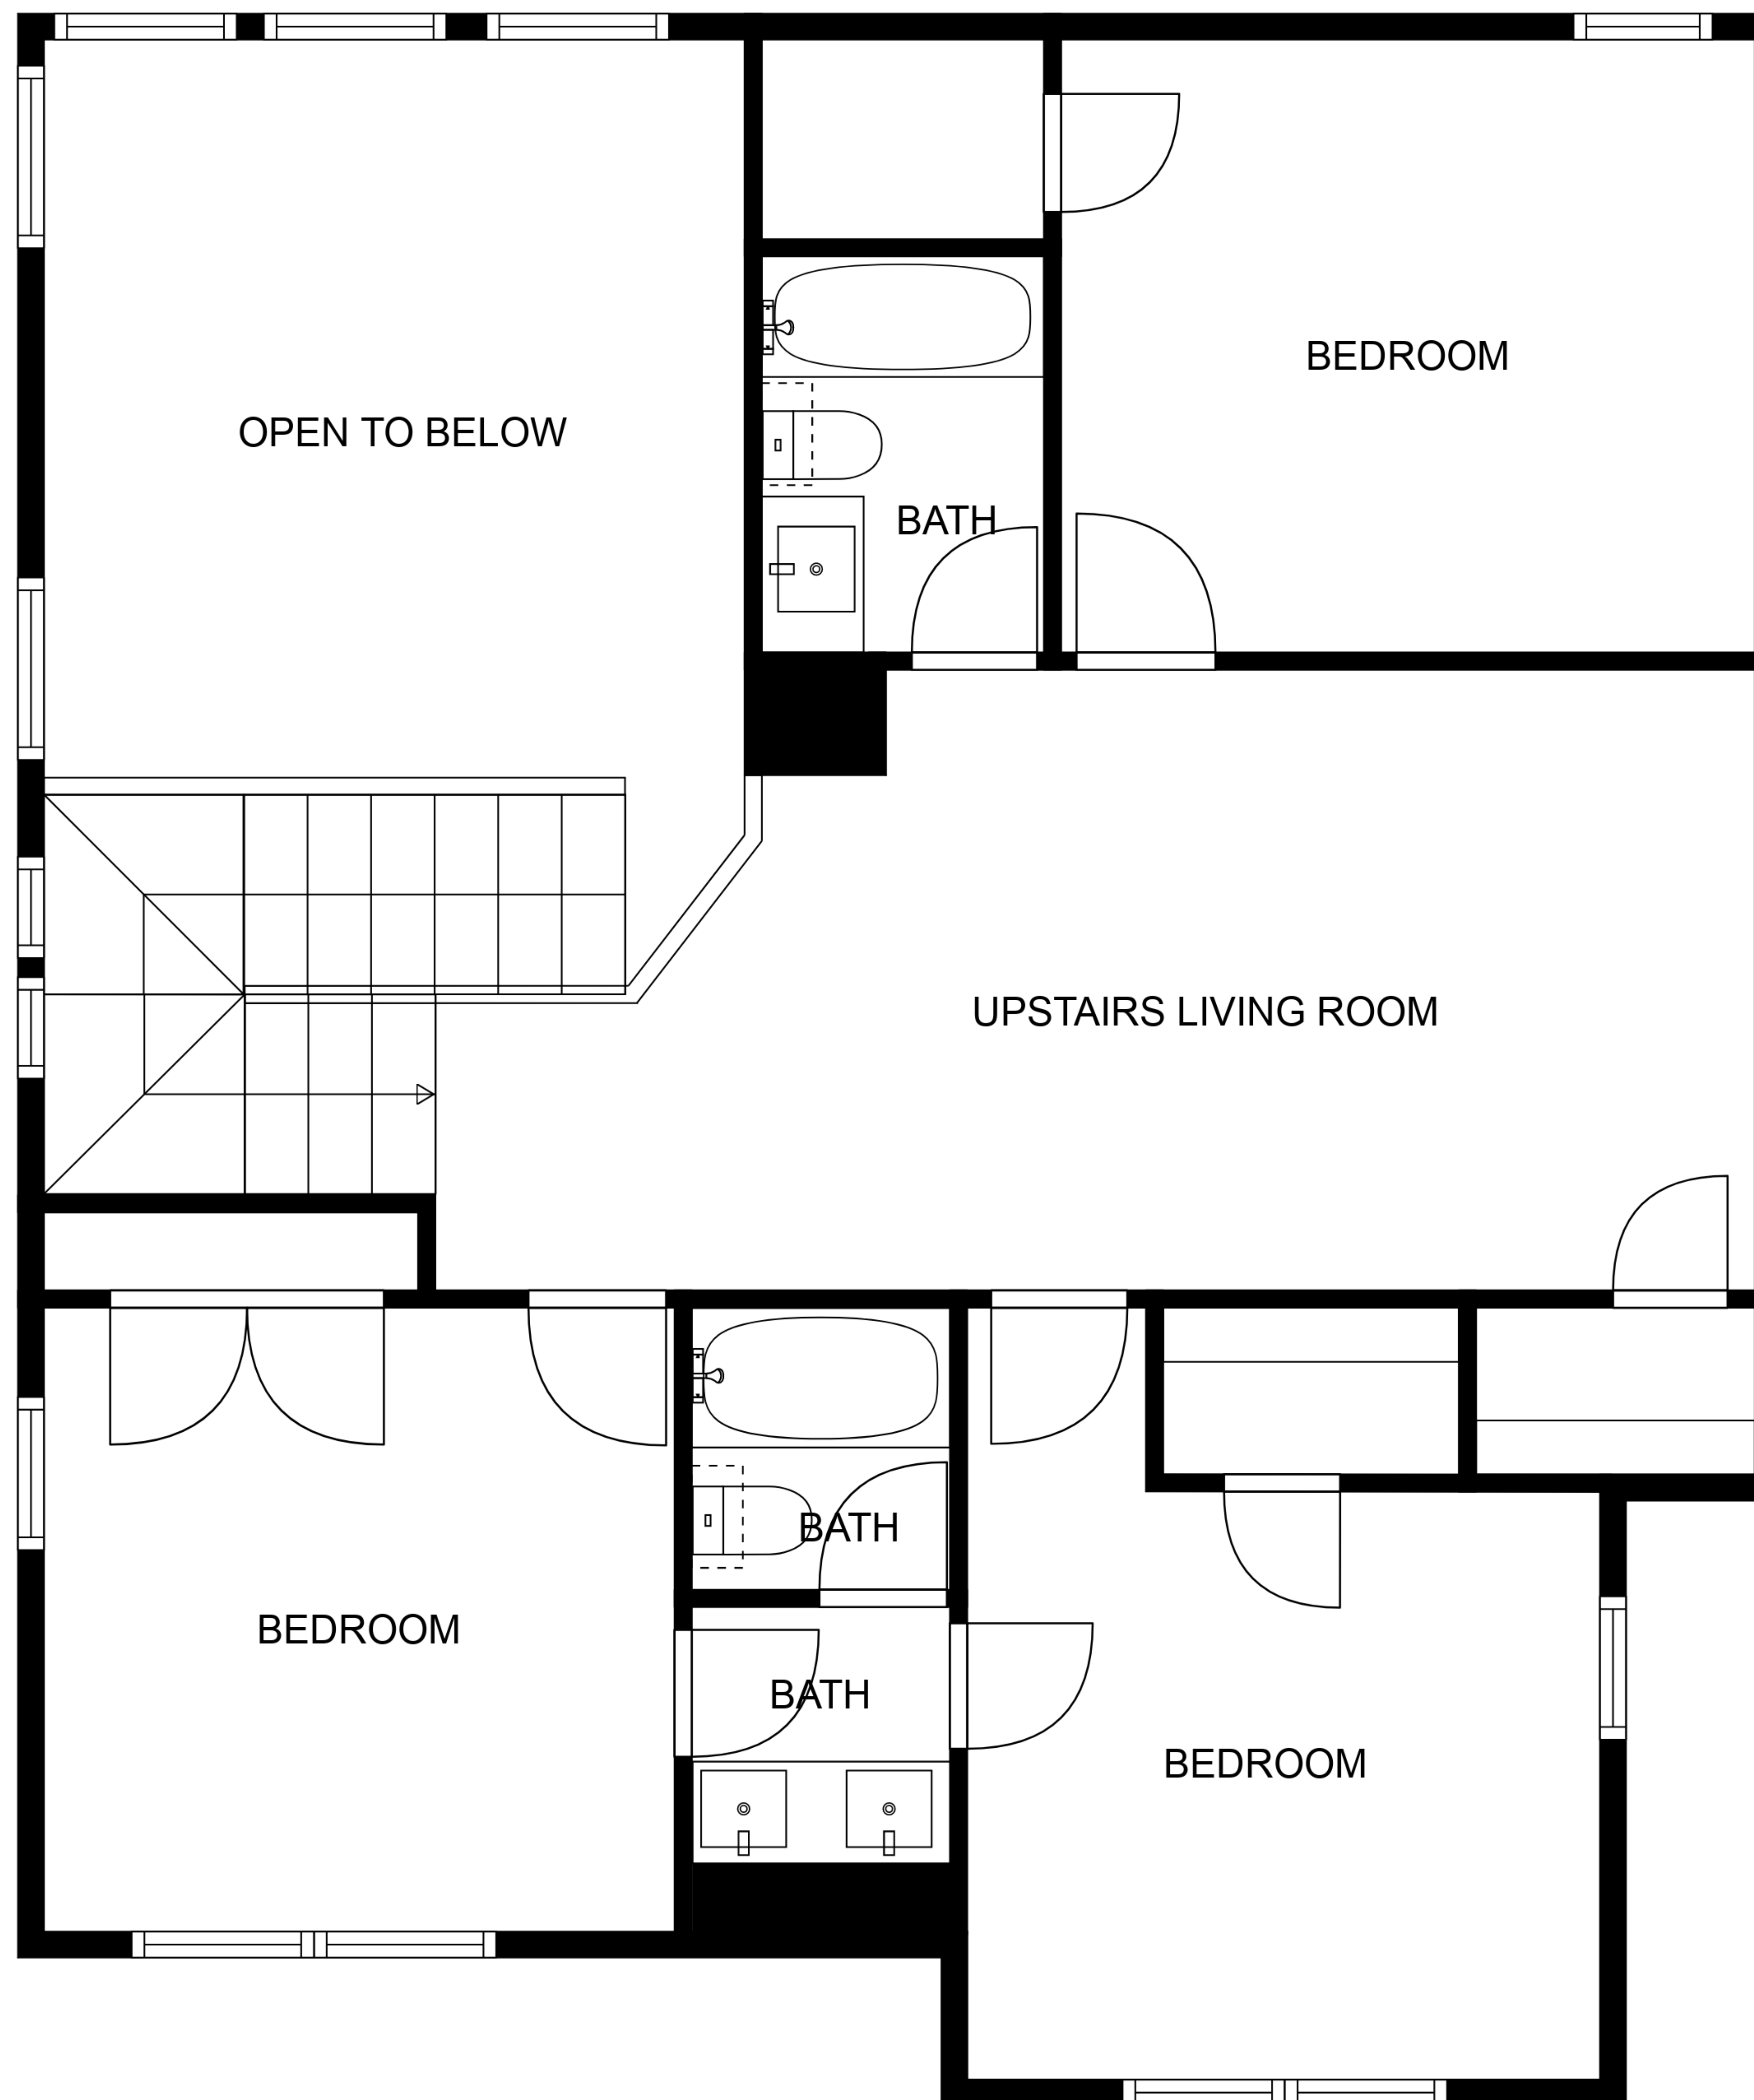 BEDROOM
OPEN TO BELOW
BATH
UPSTAIRS LIVING ROOM
BATH
BEDROOM
BATH
BEDROOM